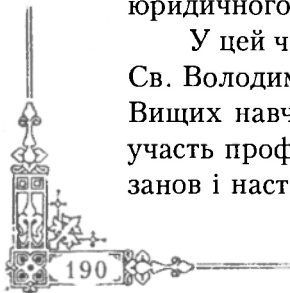 юридичного
У цей ч
Св. Володим
Вищих навч
участь проф
занов і наст
190